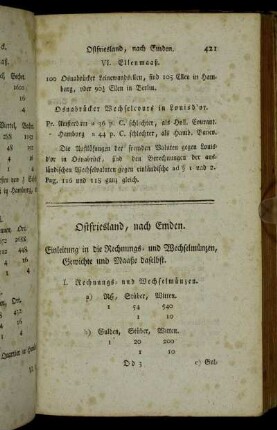 Ostfriesland, nach Emden. 421
VI. Ellenmaaß.
100 Osnabrücker Leinewandsellen, sind 105 Ellen in Ham-
burg, oder 90½ Ellen in Berlin.
Osnabrücker Wechselcours in Louisd'or.
Pr. Amsterdam = 36 p. C. schlechter, als Holl. Courant.
- Hamburg = 44 p. C. schlechter, als Hamb. Banco.
Die Auflösungen der fremden Valuten gegen Louis-
d'or in Osnabrück, sind den Berechnungen der aus-
ländischen Wechselvaluten gegen einländische ad § 1 und 2.
Pag. 116 und 118 ganz gleich.
Ostfriesland, nach Emden.
Einleitung in die Rechnungs- und Wechselmünzen,
Gewichte und Maaße daselbst.
I. Rechnungs- und Wechselmünzen.
a) Rß, Stüber, Witten.
1 54 540
1 10
b) Gulden, Stüber, Witten.
1 20 200
1 10
D d 3 c) Gul-